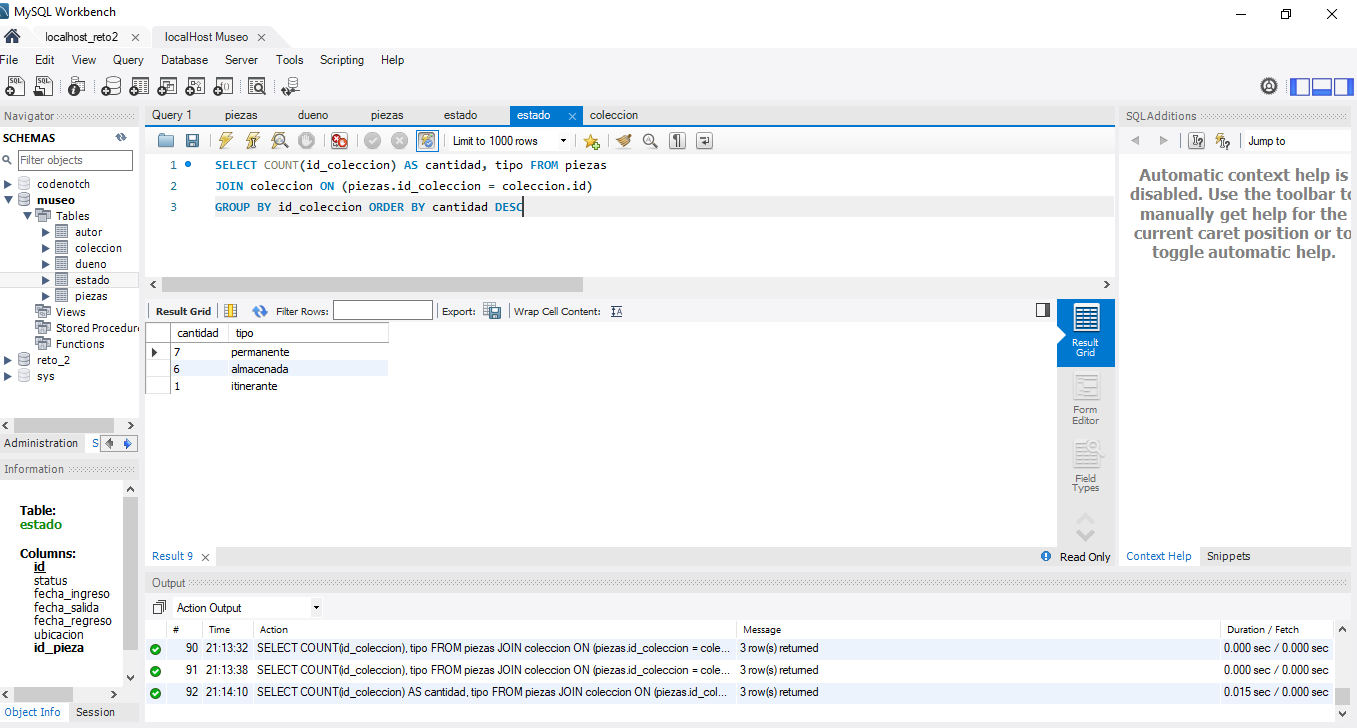 MySQL Workbench
localhost_reto2
localHost Museo
File Edit View Query Database Server Tools Scripting Help
Navigator
SCHEMAS
Filter objects
codenotch
museo
Tables
autor
coleccion
dueno
estado
piezas
Views
Stored Procedure
Functions
reto_2
sys
Administration S
Information
Table:
estado
Columns:
id
status
fecha_ingreso
fecha_salida
fecha_regreso
ubicacion
id_pieza
Object Info Session
Query 1 piezas dueno piezas estado estado coleccion
Limit to 1000 rows
1 SELECT COUNT(id_coleccion) AS cantidad, tipo FROM piezas
2 JOIN coleccion ON (piezas.id_coleccion = coleccion.id)
3 GROUP BY id_coleccion ORDER BY cantidad DESC
Result Grid Filter Rows: Export: Wrap Cell Content:
cantidad tipo
7 permanente
6 almacenada
1 itinerante
Result
Grid
Form
Editor
Field
Types
Result 9
Read Only
SQLAdditions
Jump to
Automatic context help is
disabled. Use the toolbar to
manually get help for the
current caret position or to
toggle automatic help.
Context Help Snippets
Output
Action Output
# Time Action Message Duration / Fetch
90 21:13:32 SELECT COUNT(id_coleccion), tipo FROM piezas JOIN coleccion ON (piezas.id_coleccion = cole... 3 row(s) returned 0.000 sec / 0.000 sec
91 21:13:38 SELECT COUNT(id_coleccion), tipo FROM piezas JOIN coleccion ON (piezas.id_coleccion = cole... 3 row(s) returned 0.000 sec / 0.000 sec
92 21:14:10 SELECT COUNT(id_coleccion) AS cantidad, tipo FROM piezas JOIN coleccion ON (piezas.id_col... 3 row(s) returned 0.015 sec / 0.000 sec